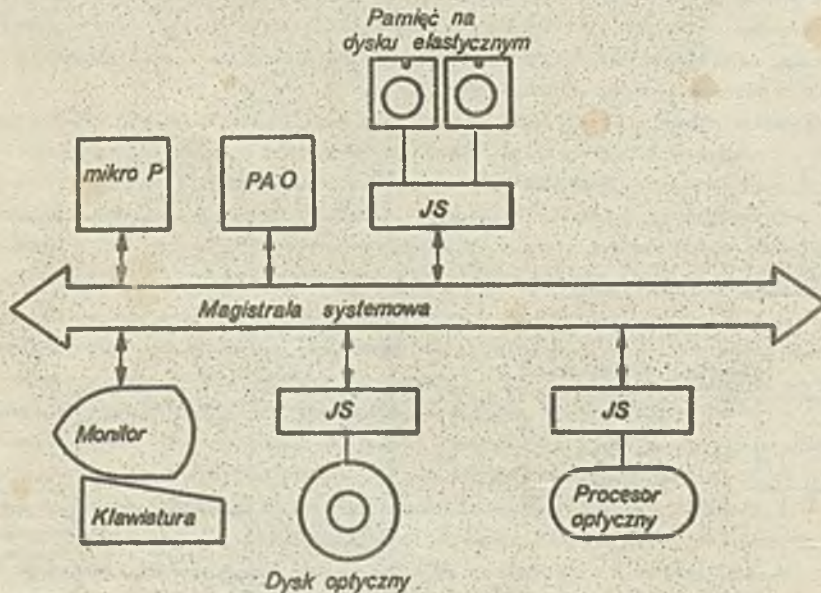 Pamięć na
dysku elastycznym
mikro P
PAO
JS
Magistrala systemowa
Monitor
JS
JS
Klawiatura
Procesor
optyczny
Dysk optyczny